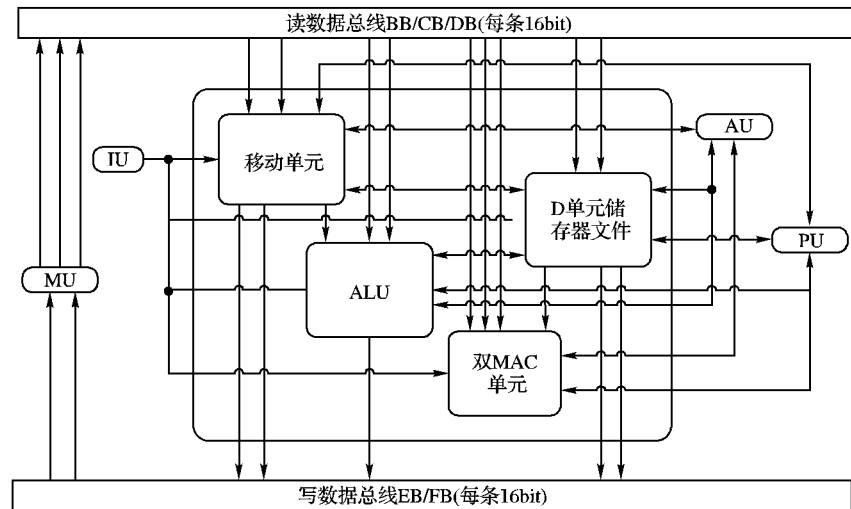 读数据总线BB/CB/DB(每条16bit)
AU
IU
移动单元
D单元储
存器文件
PU
MU
ALU
双MAC
单元
写数据总线EB/FB(每条16bit)